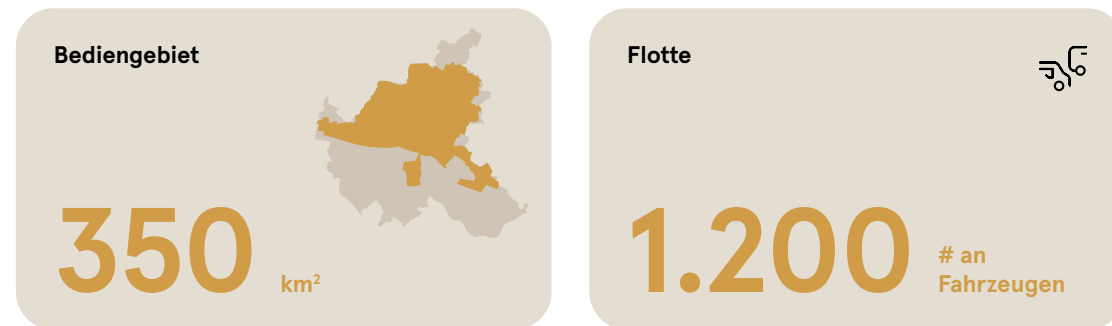 Bediengebiet
350 km²
Flotte
1.200 # an
Fahrzeugen